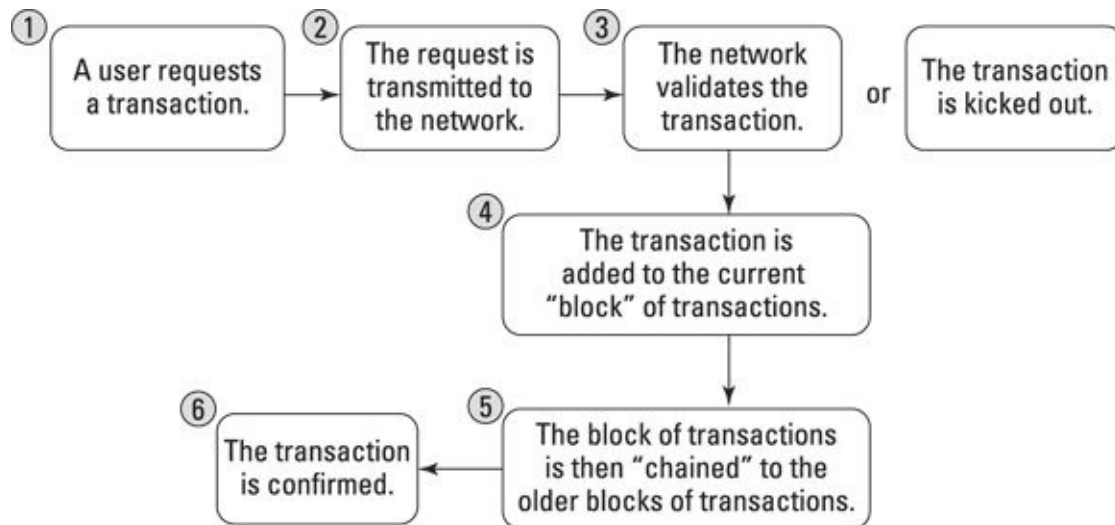 1
A user requests
a transaction.
2
The request is
transmitted to
the network.
3
The network
validates the
transaction.
or
The transaction
is kicked out.
4
The transaction is
added to the current
“block” of transactions.
5
The block of transactions
is then “chained” to the
older blocks of transactions.
6
The transaction
is confirmed.